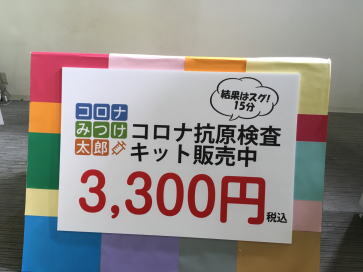 結果はスグ!
15分
コロナ
みつけ
太郎
コロナ抗原検査
キット販売中
3,300円税込